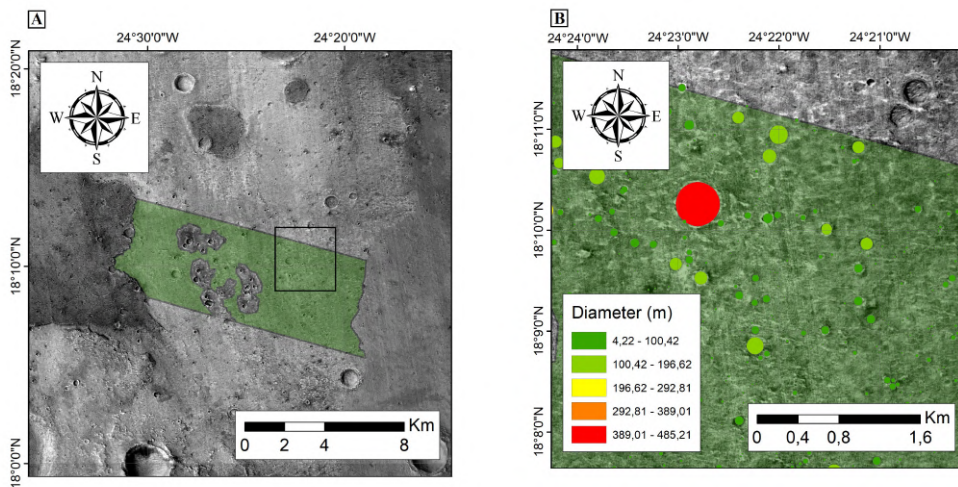 A
24°30'0"N 24°20'0"N
18°20'0"N
18°10'0"N
18°0'0"N
N
W E
S
Km
0 2 4 8
B
24°24'0"N 24°23'0"N 24°22'0"N 24°21'0"N
18°11'0"N
18°10'0"N
18°9'0"N
18°8'0"N
N
W E
S
Diameter (m)
4,22 - 100,42
100,42 - 196,62
196,62 - 292,81
292,81 - 389,01
389,01 - 485,21
Km
0 0,4 0,8 1,6